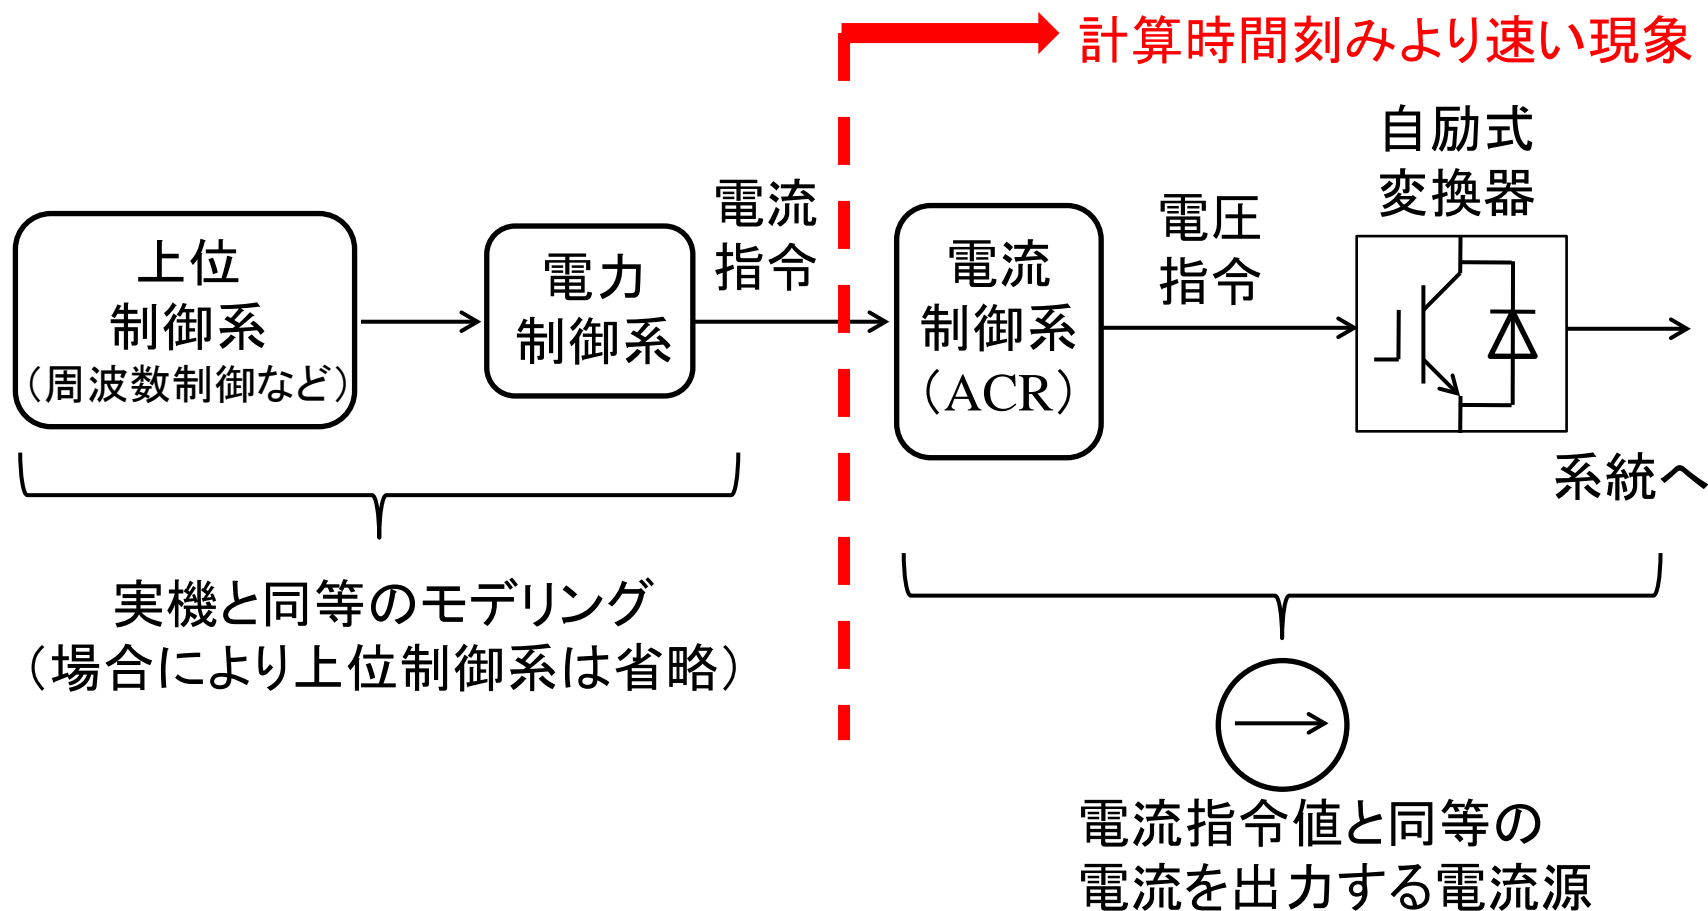 計算時間刻みより速い現象
自励式
変換器
電流
指令
電圧
指令
上位
制御系
（周波数制御など）
電力
制御系
電流
制御系
（ACR）
系統へ
実機と同等のモデリング
（場合により上位制御系は省略）
電流指令値と同等の
電流を出力する電流源